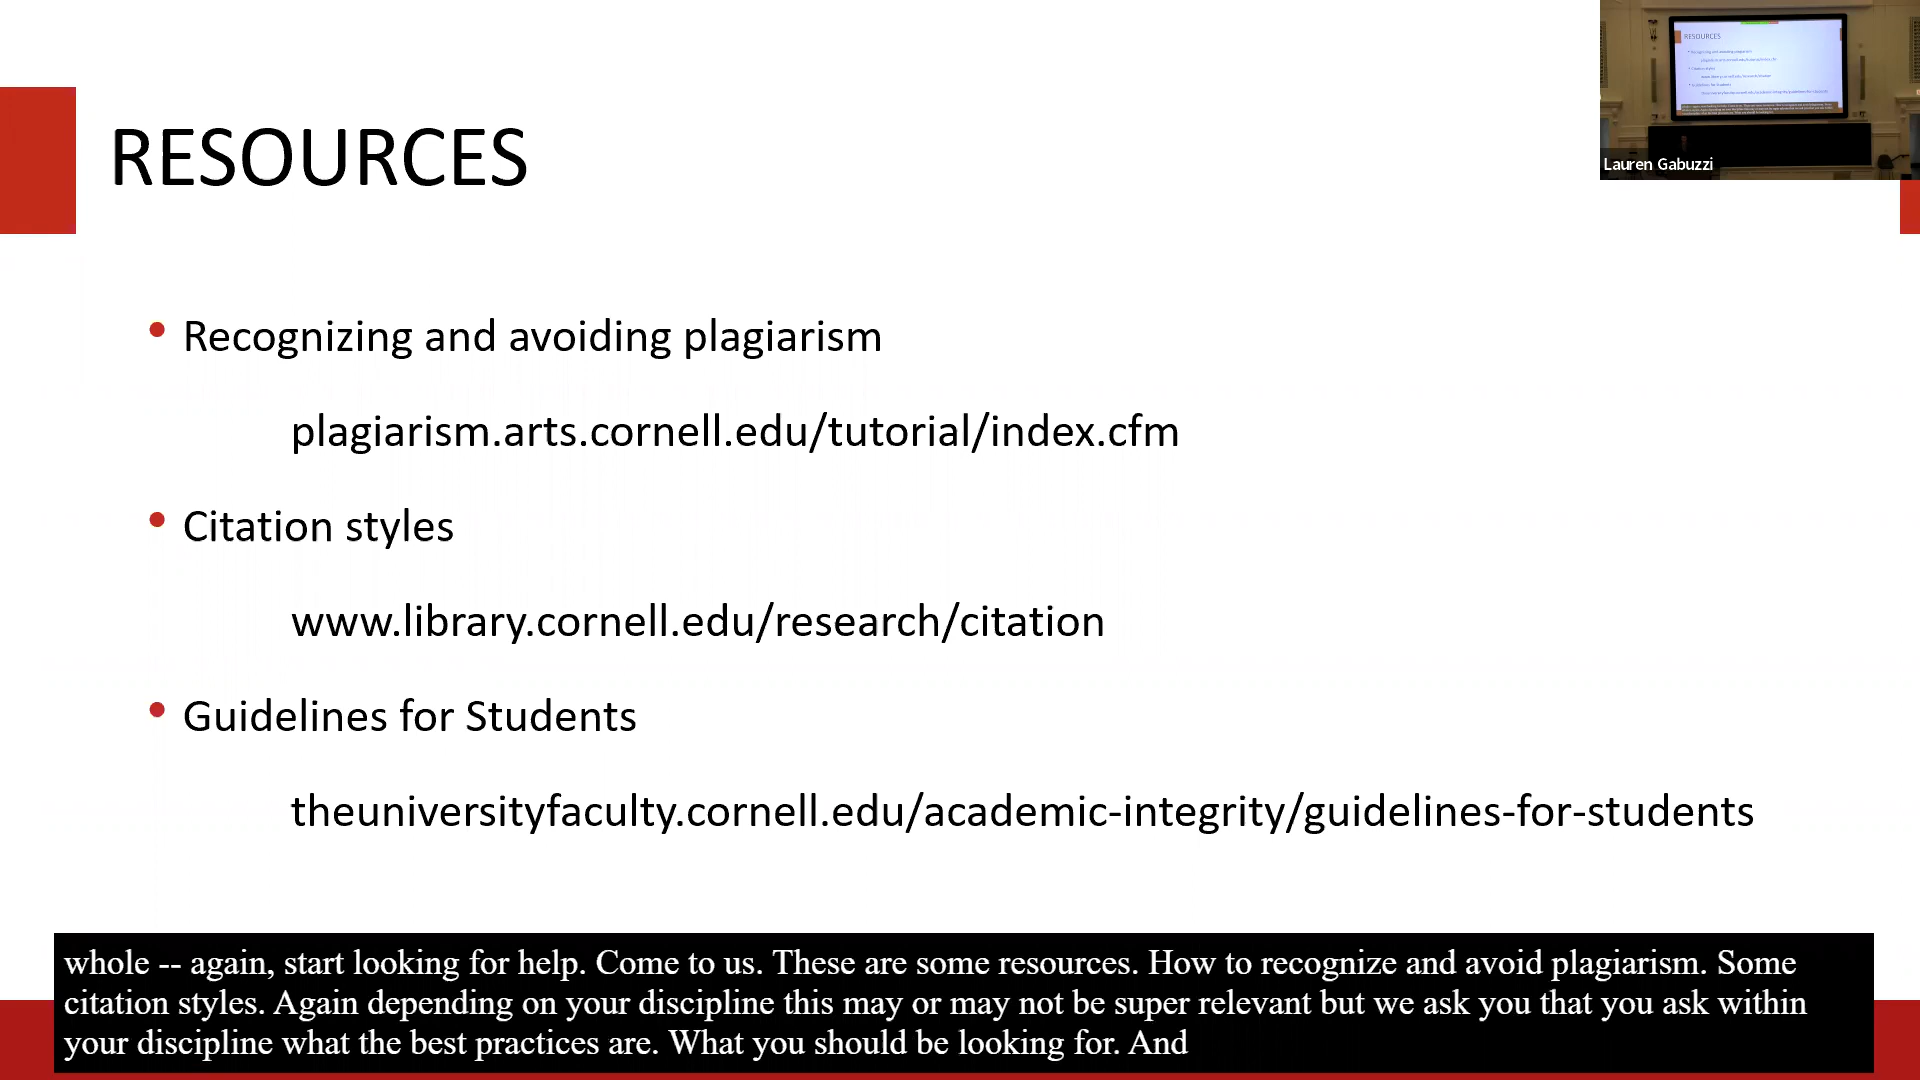 RESOURCES
Lauren Gabuzzi
• Recognizing and avoiding plagiarism
plagiarism.arts.cornell.edu/tutorial/index.cfm
• Citation styles
www.library.cornell.edu/research/citation
• Guidelines for Students
theuniversityfaculty.cornell.edu/academic-integrity/guidelines-for-students
whole -- again, start looking for help. Come to us. These are some resources. How to recognize and avoid plagiarism. Some
citation styles. Again depending on your discipline this may or may not be super relevant but we ask you that you ask within
your discipline what the best practices are. What you should be looking for. And